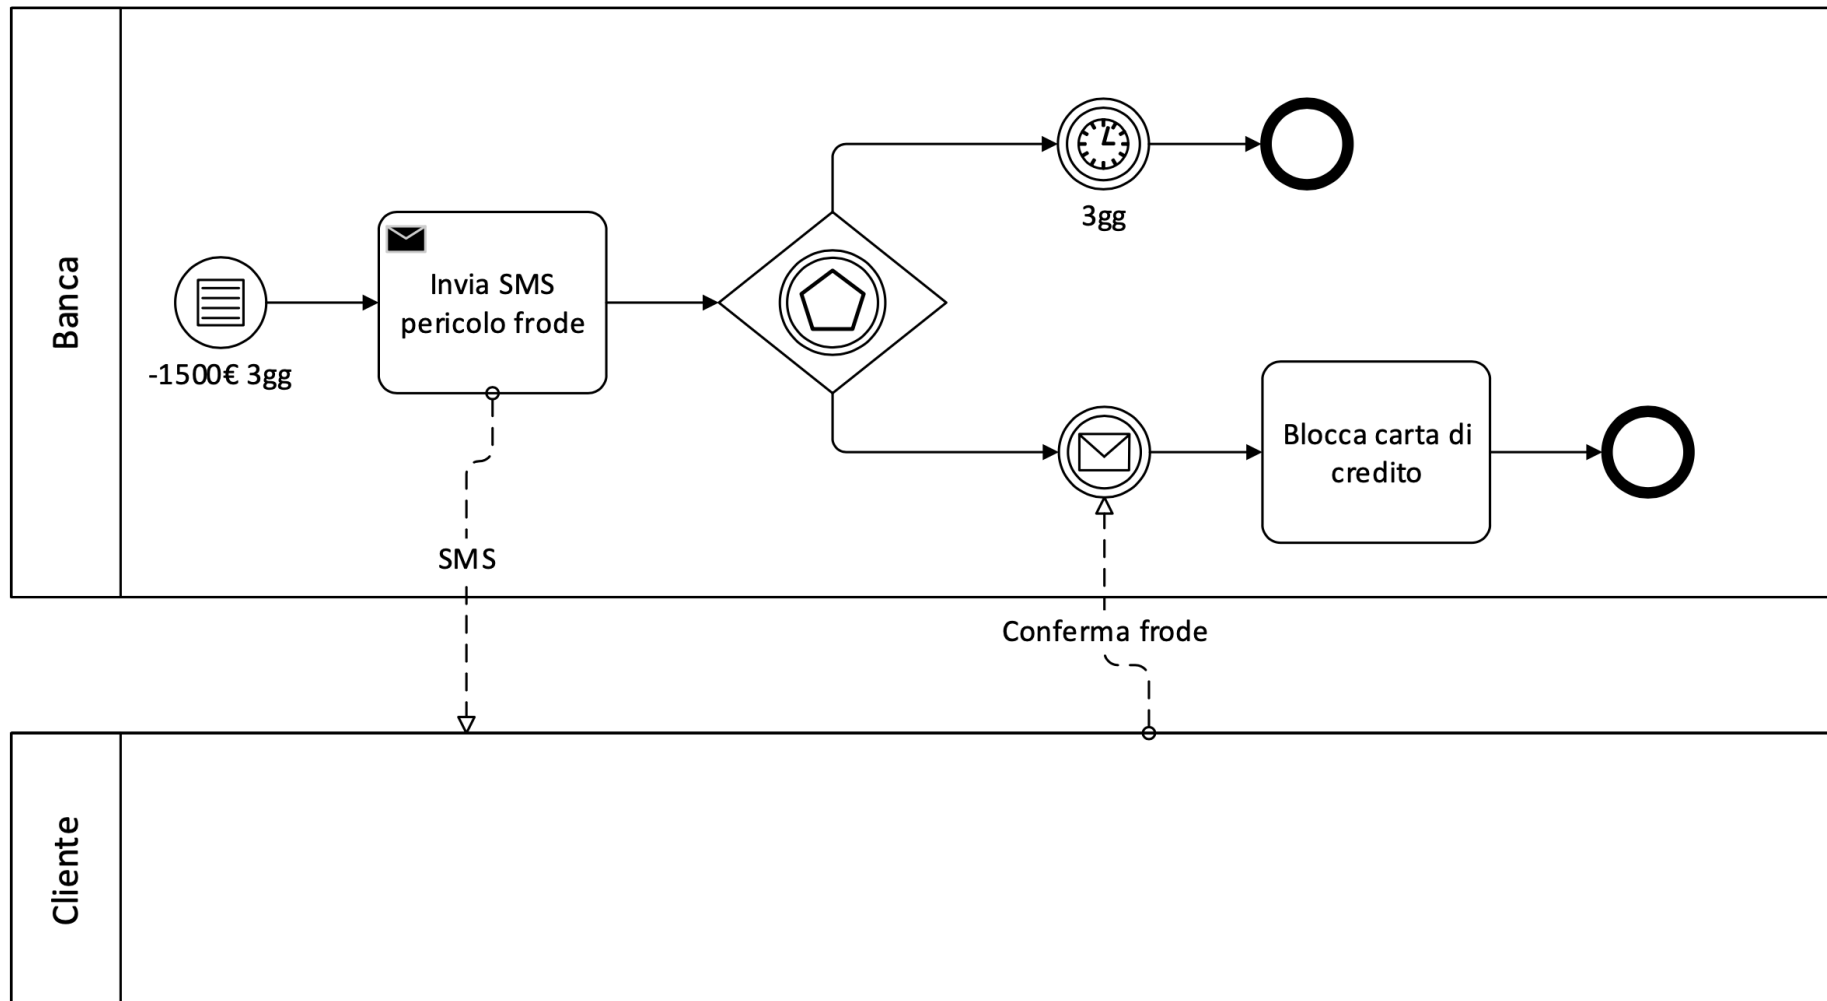 Banca
-1500€ 3gg
Invia SMS
pericolo frode
3gg
Blocca carta di
credito
SMS
Conferma frode
Cliente